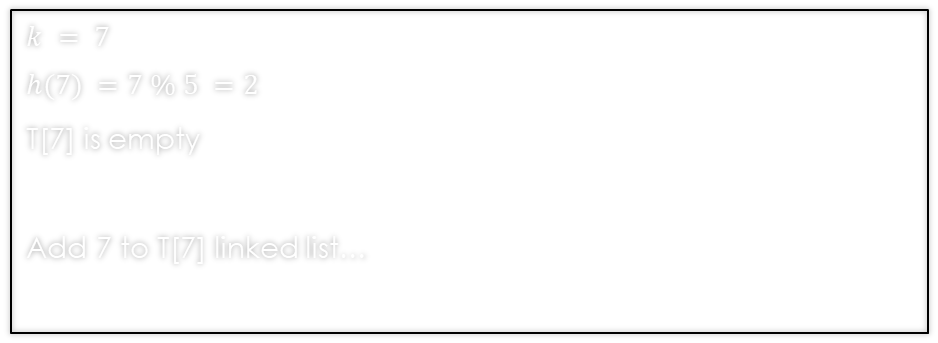 k = 7
h(7) = 7 % 5 = 2
T[7] is empty
Add 7 to T[7] linked list...